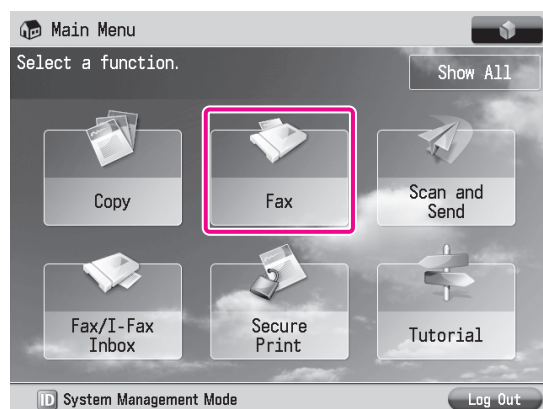 Main Menu
Select a function.
Show All
Copy
Fax
Scan and
Send
Fax/I-Fax
Inbox
Secure
Print
Tutorial
ID System Management Mode
Log Out